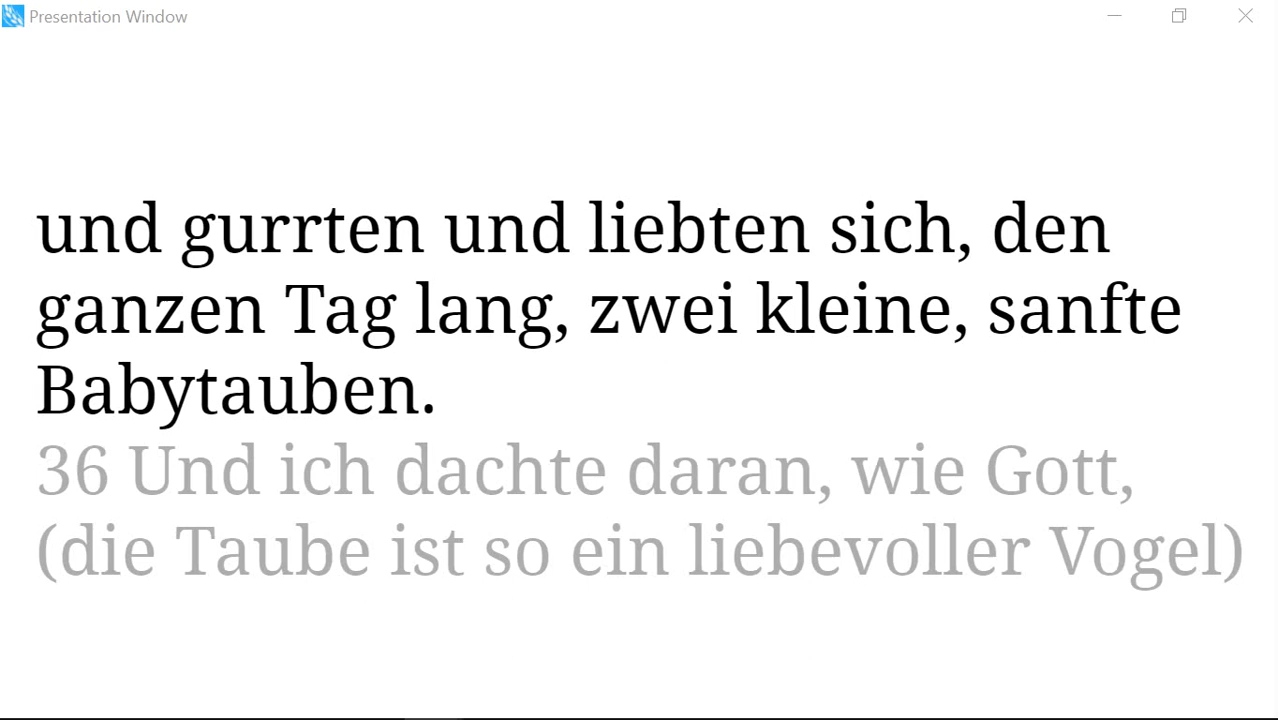 Presentation Window
und gurrten und liebten sich, den
ganzen Tag lang, zwei kleine, sanfte
Babytauben.
36 Und ich dachte daran, wie Gott,
(die Taube ist so ein liebevoller Vogel)